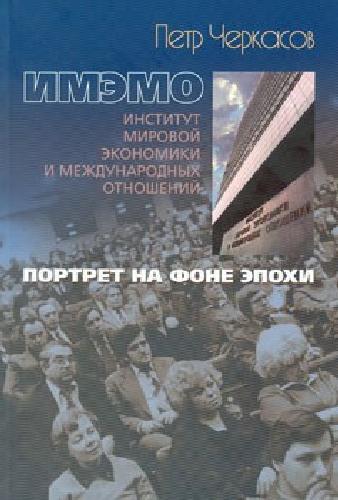 Петр Черкасов
ИМЭМО
ИНСТИТУТ
МИРОВОЙ
ЭКОНОМИКИ
И МЕЖДУНАРОДНЫХ
ОТНОШЕНИЙ
ПОРТРЕТ НА ФОНЕ ЭПОХИ